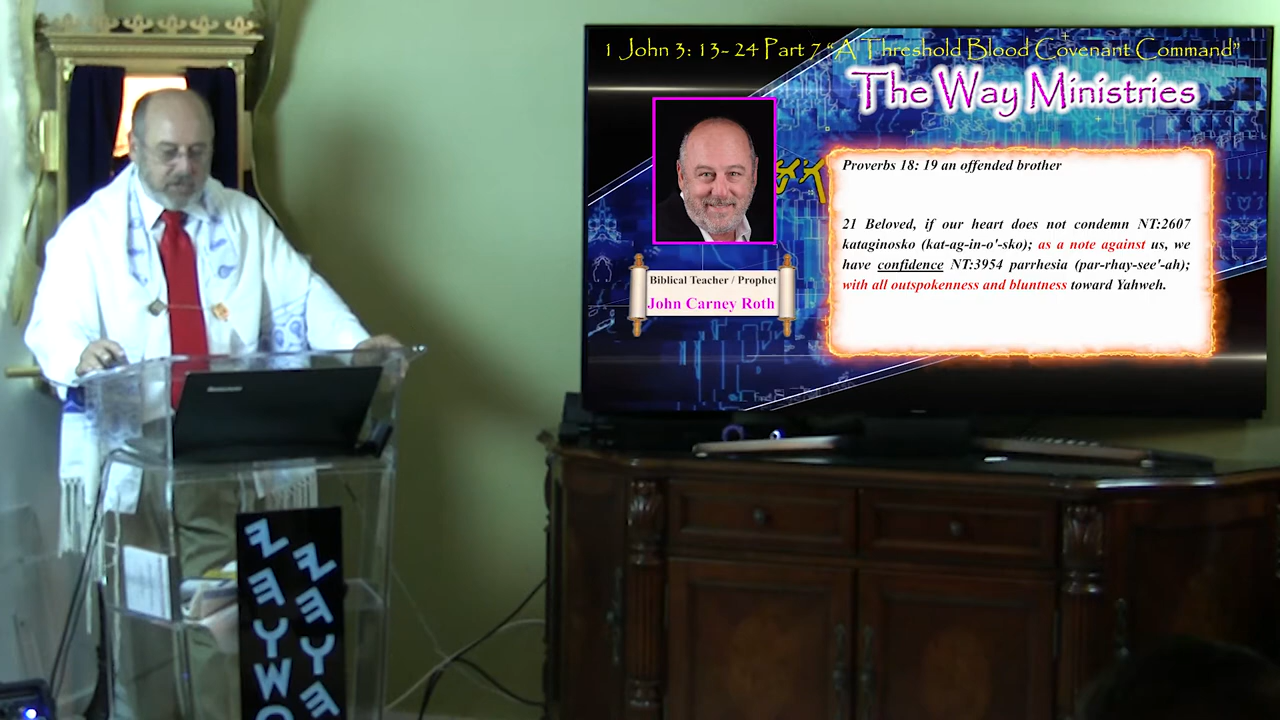 1 John 3: 13- 24 Part 7 "A Threshold Blood Covenant Command"
The Way Ministries
Proverbs 18: 19 an offended brother
21 Beloved, if our heart does not condemn NT:2607
kataginosko (kat-ag-in-o'-sko); as a note against us, we
have confidence NT:3954 parrhesia (par-rhay-see'-ah);
with all outspokenness and bluntness toward Yahweh.
Biblical Teacher / Prophet
John Carney Roth